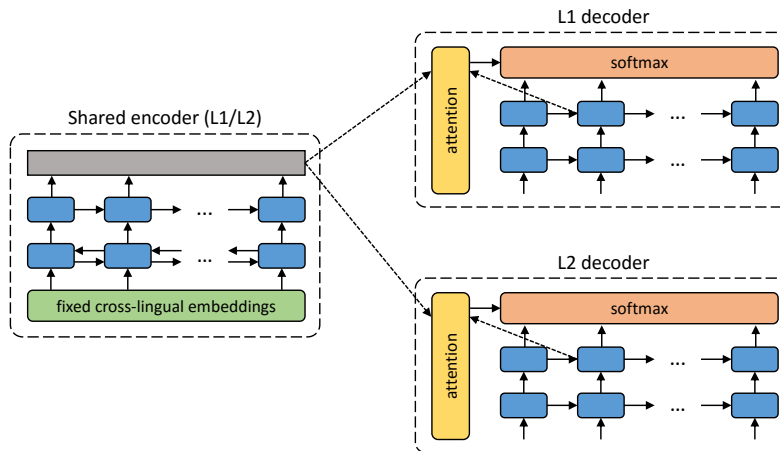 L1 decoder
softmax
attention
...
...
Shared encoder (L1/L2)
...
...
fixed cross-lingual embeddings
L2 decoder
softmax
attention
...
...